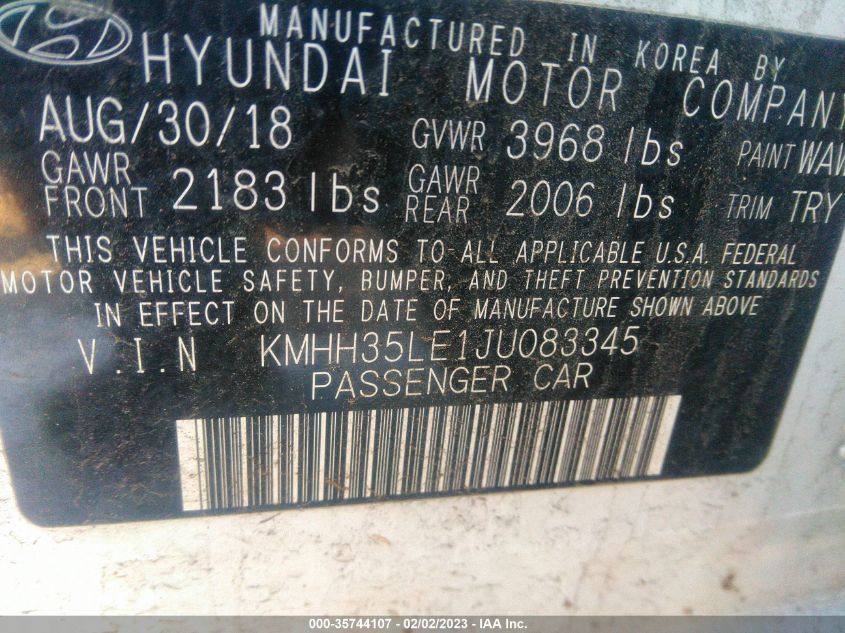 MANUFACTURED IN KOREA BY
HYUNDAI MOTOR COMPANY
AUG/30/18 GVWR 3968 lbs PAINT WAW
GAWR FRONT 2183 lbs GAWR REAR 2006 lbs TRIM TRY
THIS VEHICLE CONFORMS TO ALL APPLICABLE U.S.A. FEDERAL
MOTOR VEHICLE SAFETY, BUMPER, AND THEFT PREVENTION STANDARDS
IN EFFECT ON THE DATE OF MANUFACTURE SHOWN ABOVE
V.I.N KMHH35LE1JU083345
PASSENGER CAR
000-35744107 - 02/02/2023 - IAA Inc.